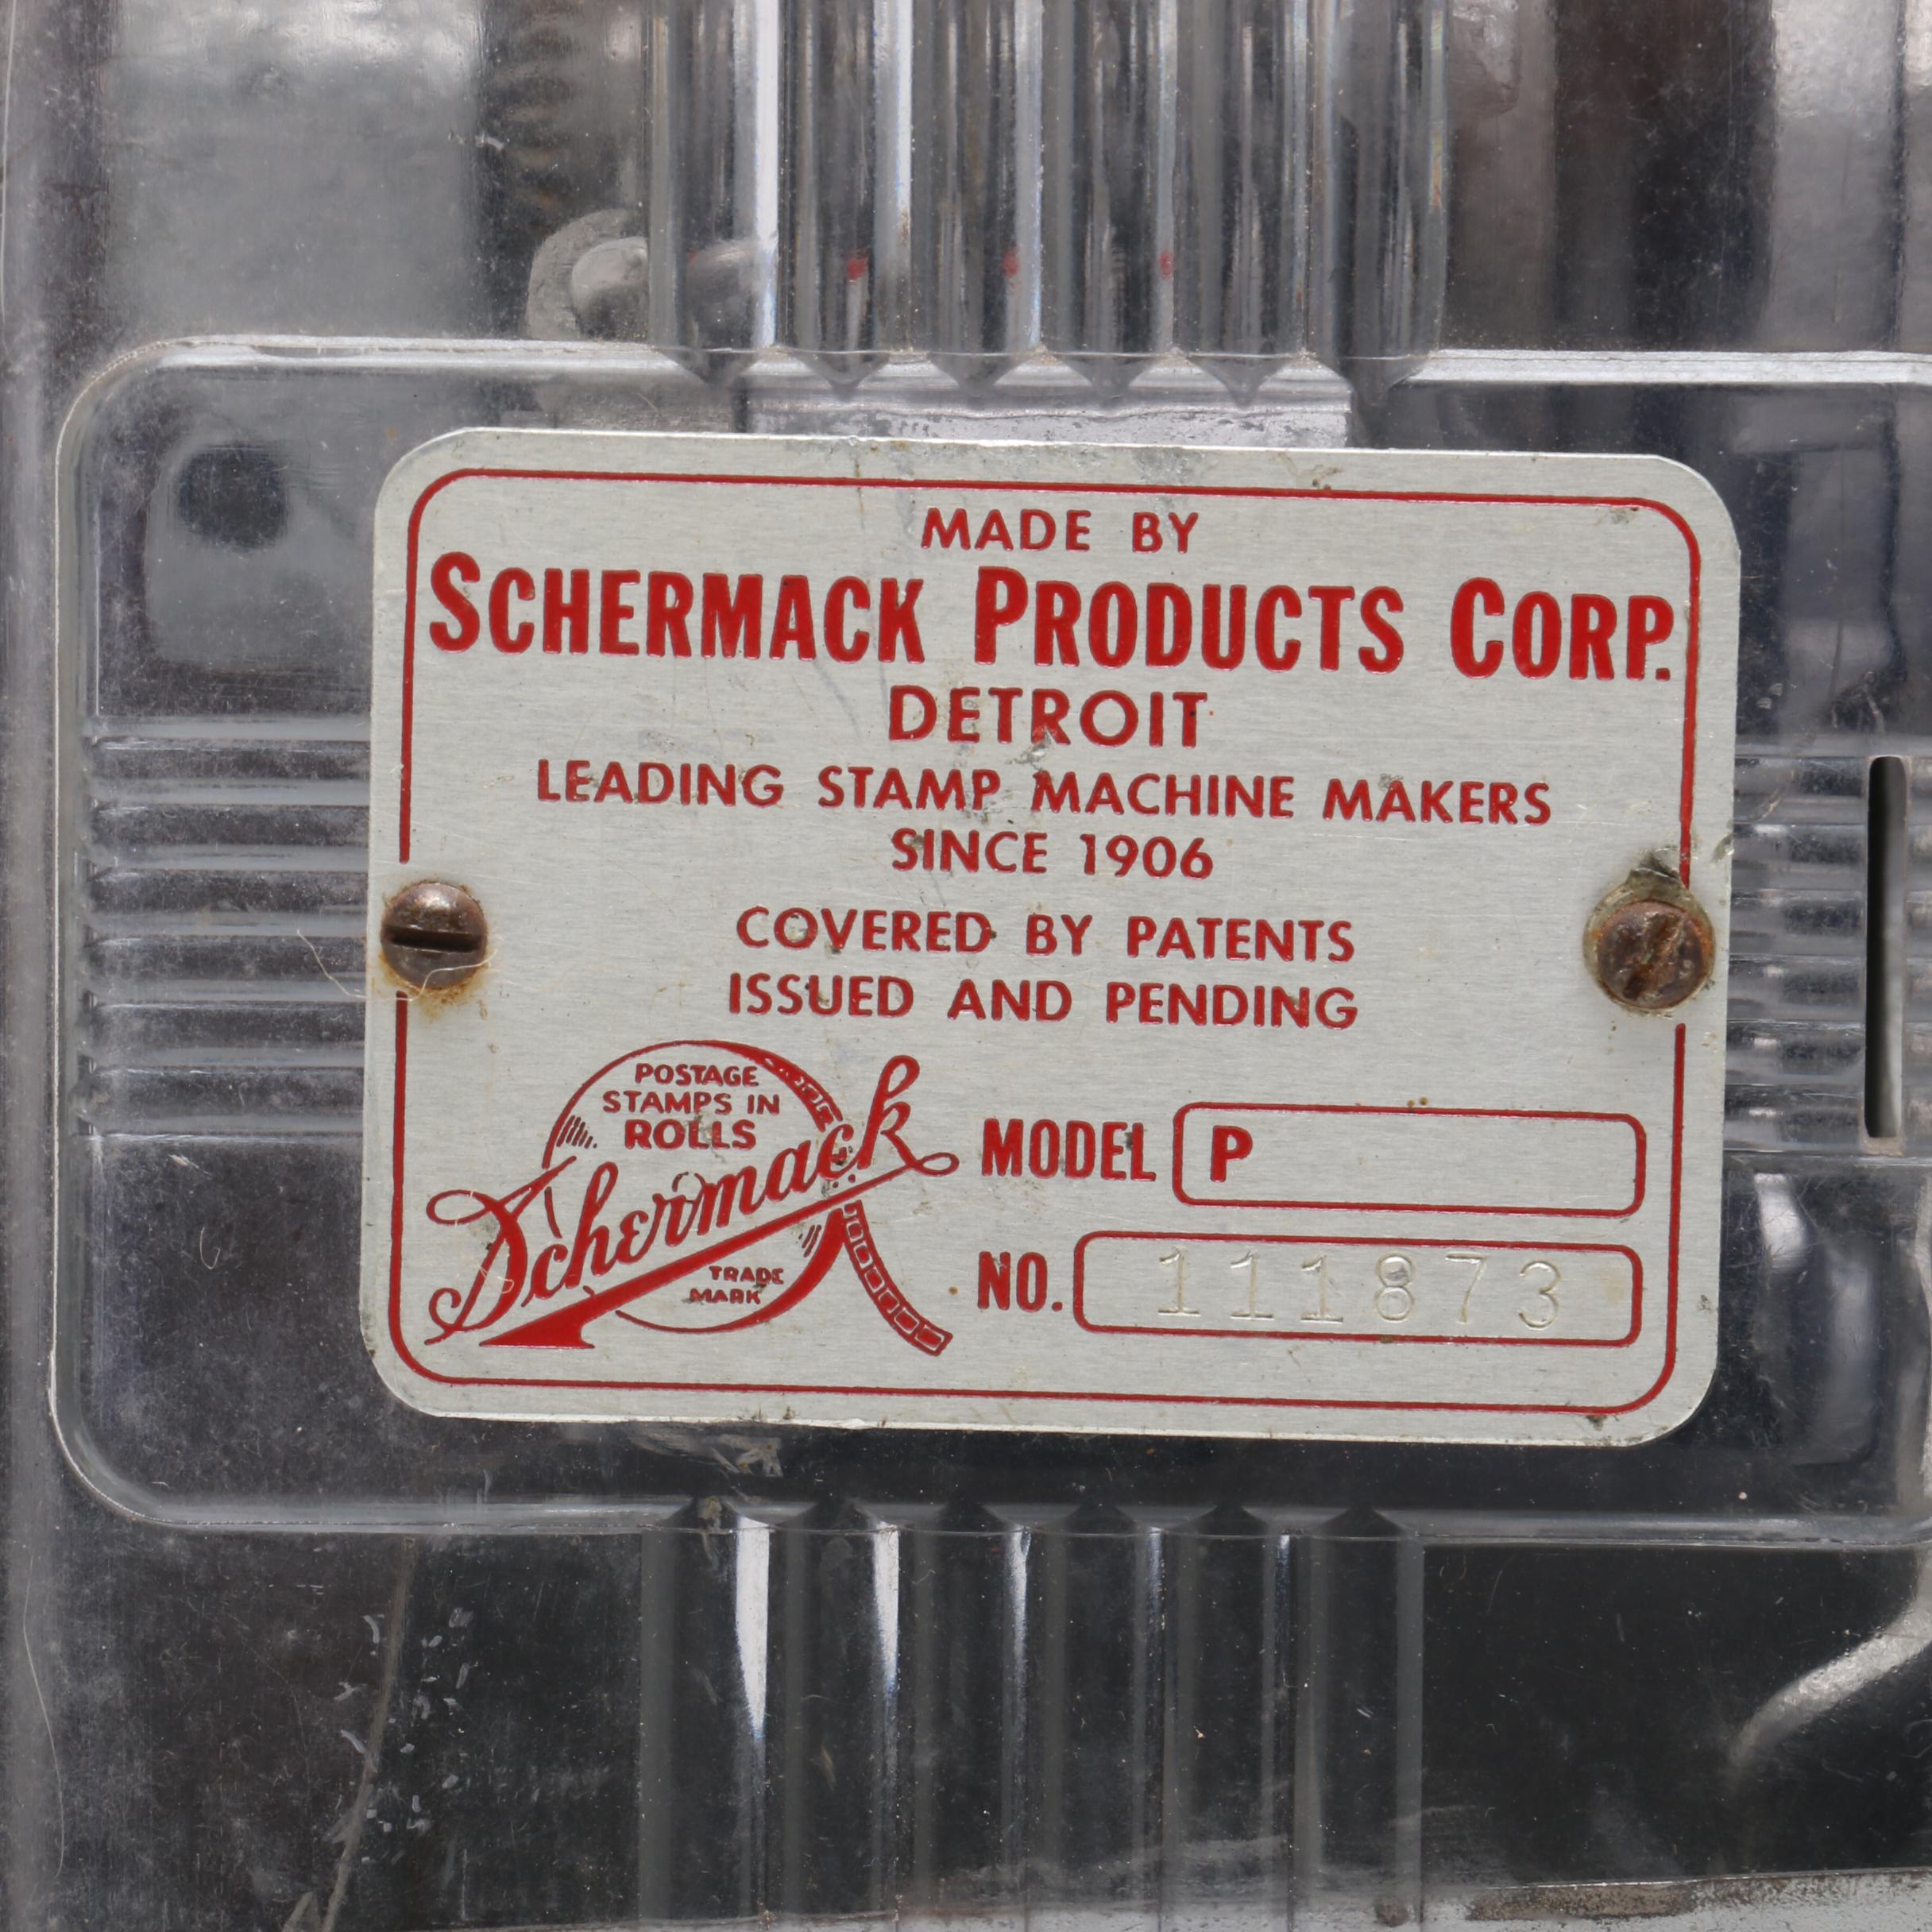 MADE BY
SCHERMACK PRODUCTS CORP.
DETROIT
LEADING STAMP MACHINE MAKERS
SINCE 1906
COVERED BY PATENTS
ISSUED AND PENDING
POSTAGE
STAMPS IN
ROLLS
Schermack
TRADE
MARK
MODEL P
NO. 111873